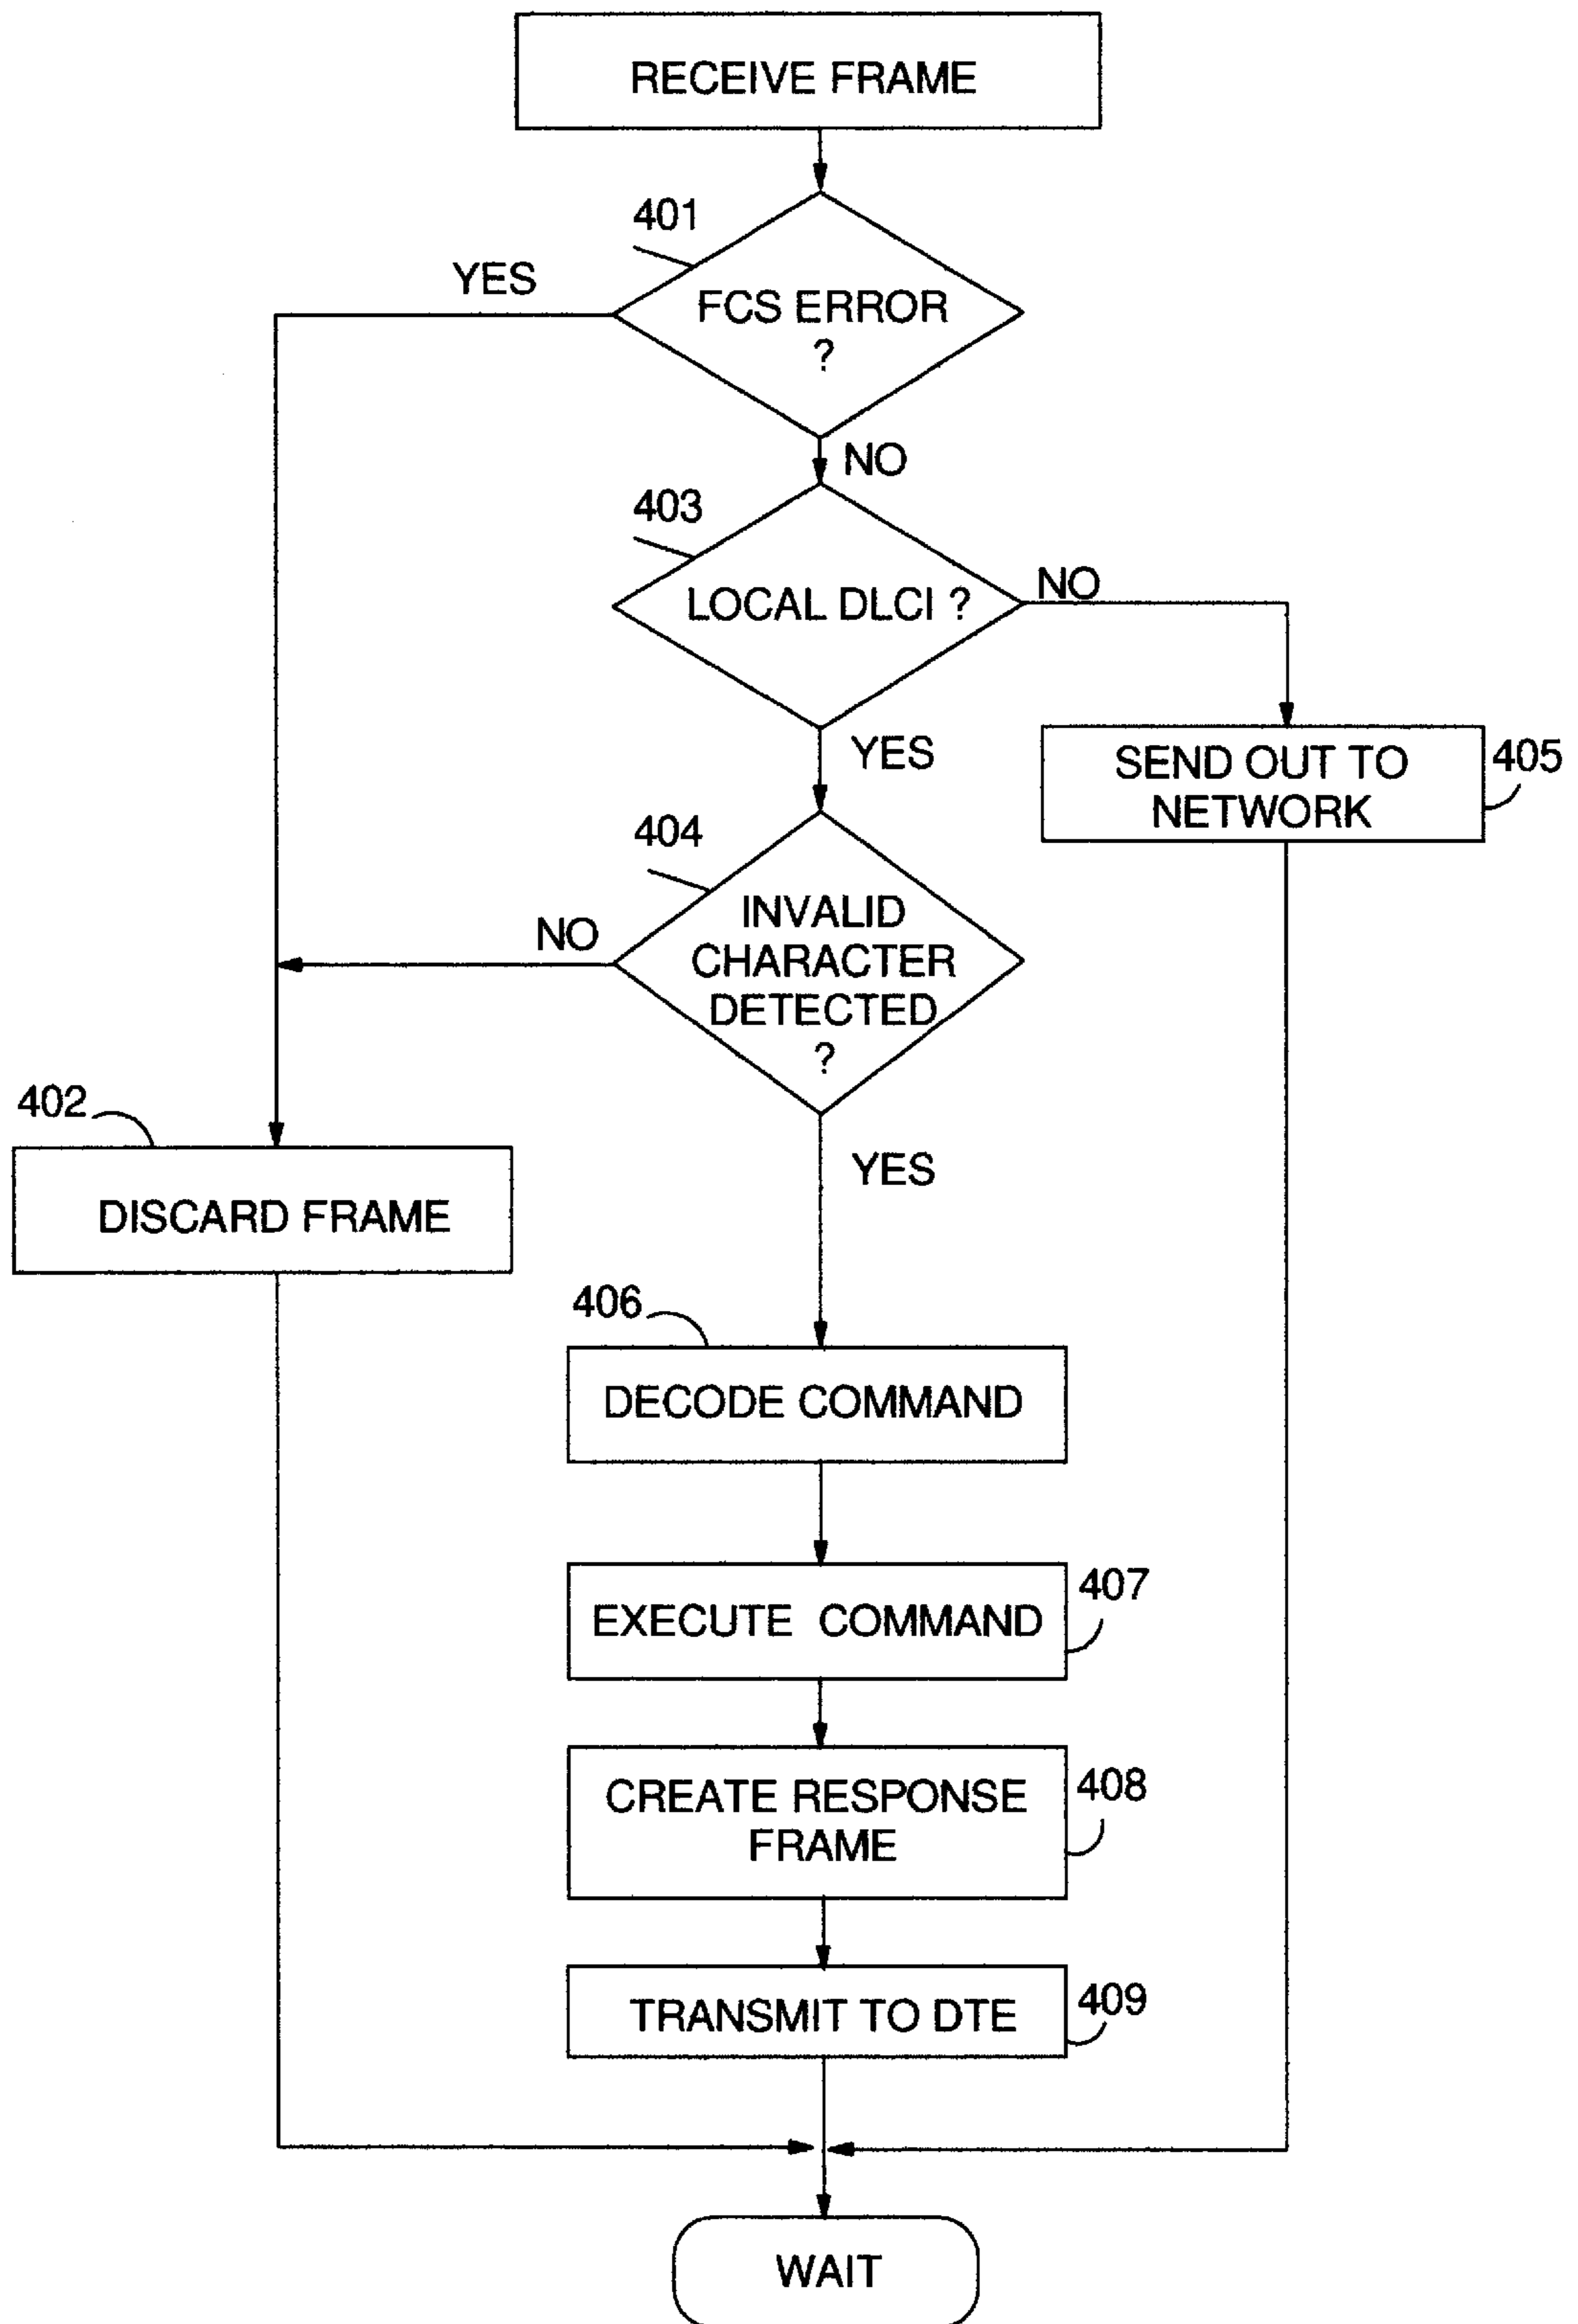 RECEIVE FRAME
401
YES
FCS ERROR
?
NO
403
LOCAL DLCI ?
NO
YES
SEND OUT TO
NETWORK
405
404
INVALID
CHARACTER
DETECTED
?
NO
402
YES
DISCARD FRAME
406
DECODE COMMAND
407
EXECUTE COMMAND
CREATE RESPONSE
FRAME
408
TRANSMIT TO DTE
409
WAIT